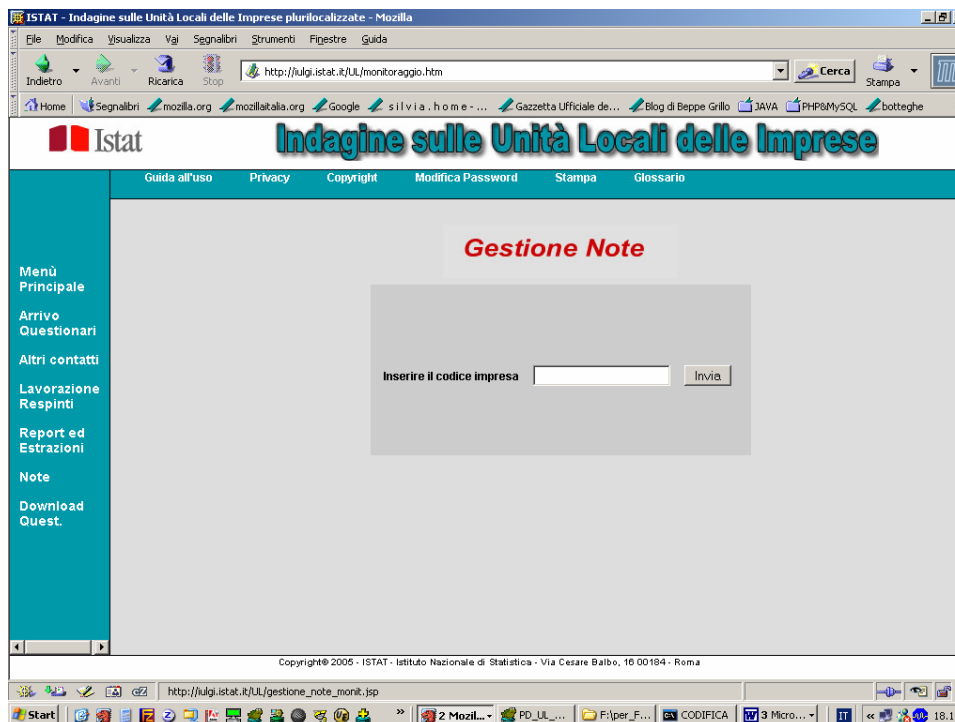 ISTAT - Indagine sulle Unità Locali delle Imprese plurilocalizzate - Mozilla
File Modifica Visualizza Vai Segnalibri Strumenti Finestre Guida
Indietro Avanti Ricarica Stop http://iulgi.istat.it/UL/monitoraggio.htm Cerca Stampa
Home Segnalibri mozilla.org mozillaitalia.org Google silvia.home-... Gazzetta Ufficiale de... Blog di Beppe Grillo JAVA PHP&MySQL botteghe
Istat Indagine sulle Unità Locali delle Imprese
Guida all'uso Privacy Copyright Modifica Password Stampa Glossario
Gestione Note
Menù
Principale
Arrivo
Questionari
Altri contatti
Inserire il codice impresa Invia
Lavorazione
Respinti
Report ed
Estrazioni
Note
Download
Quest.
Copyright® 2005 - ISTAT - Istituto Nazionale di Statistica - Via Cesare Balbo, 16 00184 - Roma
http://iulgi.istat.it/UL/gestione_note_monit.jsp
Start » 2 Mozil... PD_UL_... F:\per_F... CODIFICA 3 Micro... IT « 18.1